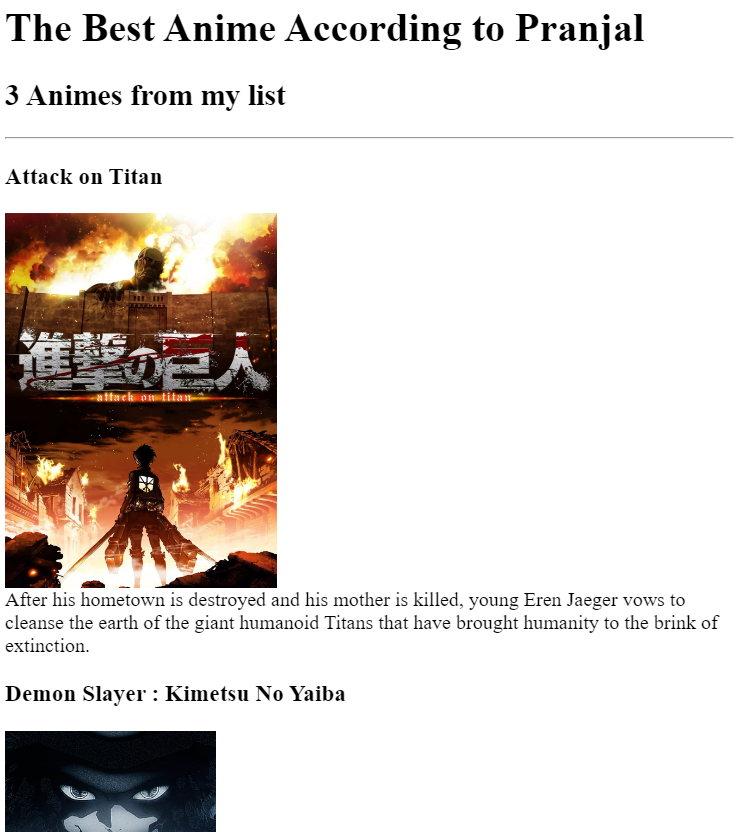 The Best Anime According to Pranjal
3 Animes from my list
Attack on Titan
進撃の巨人
attack on titan
After his hometown is destroyed and his mother is killed, young Eren Jaeger vows to
cleanse the earth of the giant humanoid Titans that have brought humanity to the brink of
extinction.
Demon Slayer : Kimetsu No Yaiba